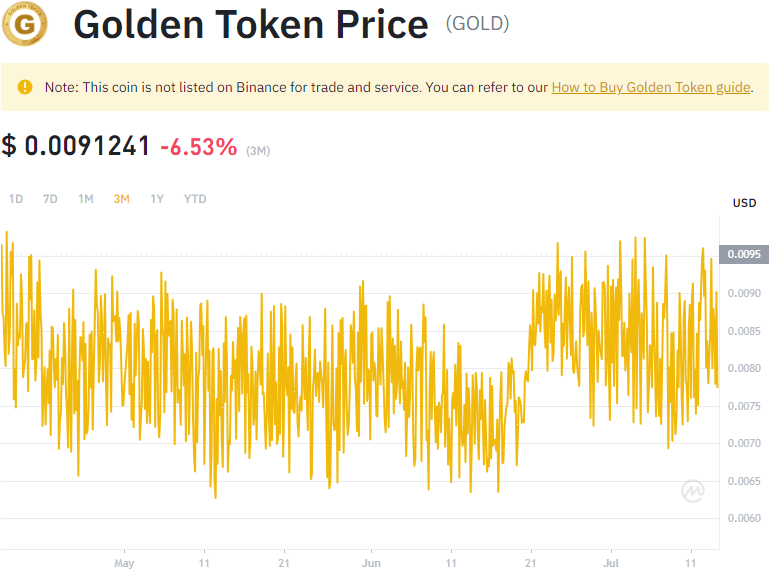 Golden Token Price (GOLD)
Note: This coin is not listed on Binance for trade and service. You can refer to our How to Buy Golden Token guide.
$ 0.0091241 -6.53% (3M)
1D 7D 1M 3M 1Y YTD
USD
0.0095
0.0090
0.0085
0.0080
0.0075
0.0070
0.0065
0.0060
May 11 21 Jun 11 21 Jul 11